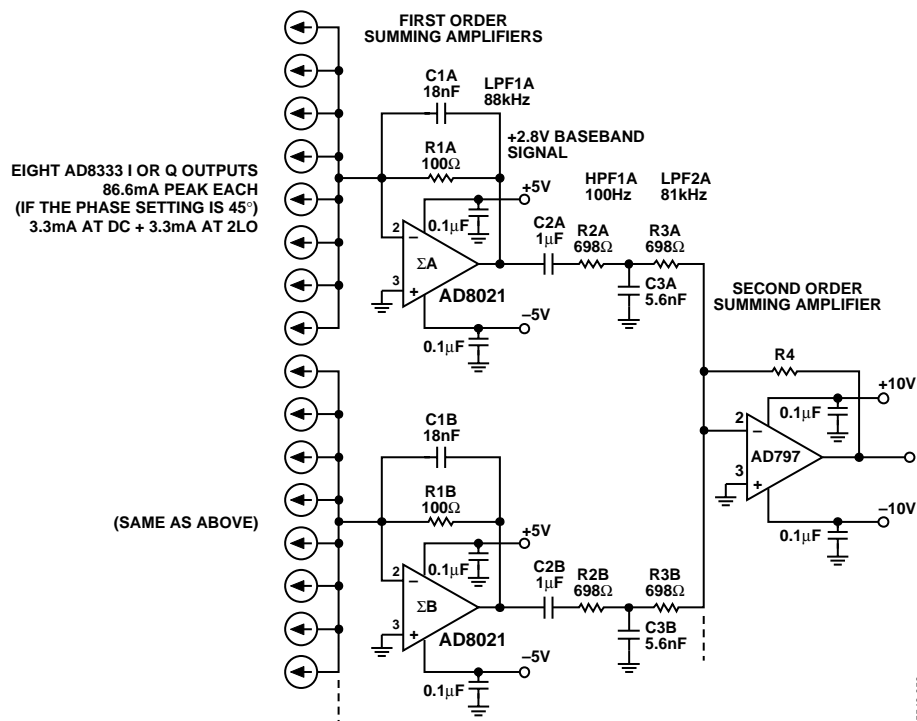 FIRST ORDER
SUMMING AMPLIFIERS
C1A
18nF
LPF1A
88kHz
R1A
100Ω
+2.8V BASEBAND
SIGNAL
EIGHT AD8333 I OR Q OUTPUTS
86.6mA PEAK EACH
(IF THE PHASE SETTING IS 45°)
3.3mA AT DC + 3.3mA AT 2LO
+5V
0.1μF
2
−
ΣA
3
+
AD8021
–5V
0.1μF
HPF1A
100Hz
LPF2A
81kHz
C2A
1μF
R2A
698Ω
R3A
698Ω
C3A
5.6nF
SECOND ORDER
SUMMING AMPLIFIER
R4
+10V
0.1μF
2
−
AD797
3
+
–10V
0.1μF
(SAME AS ABOVE)
C1B
18nF
R1B
100Ω
+5V
0.1μF
2
−
ΣB
3
+
AD8021
–5V
0.1μF
C2B
1μF
R2B
698Ω
R3B
698Ω
C3B
5.6nF